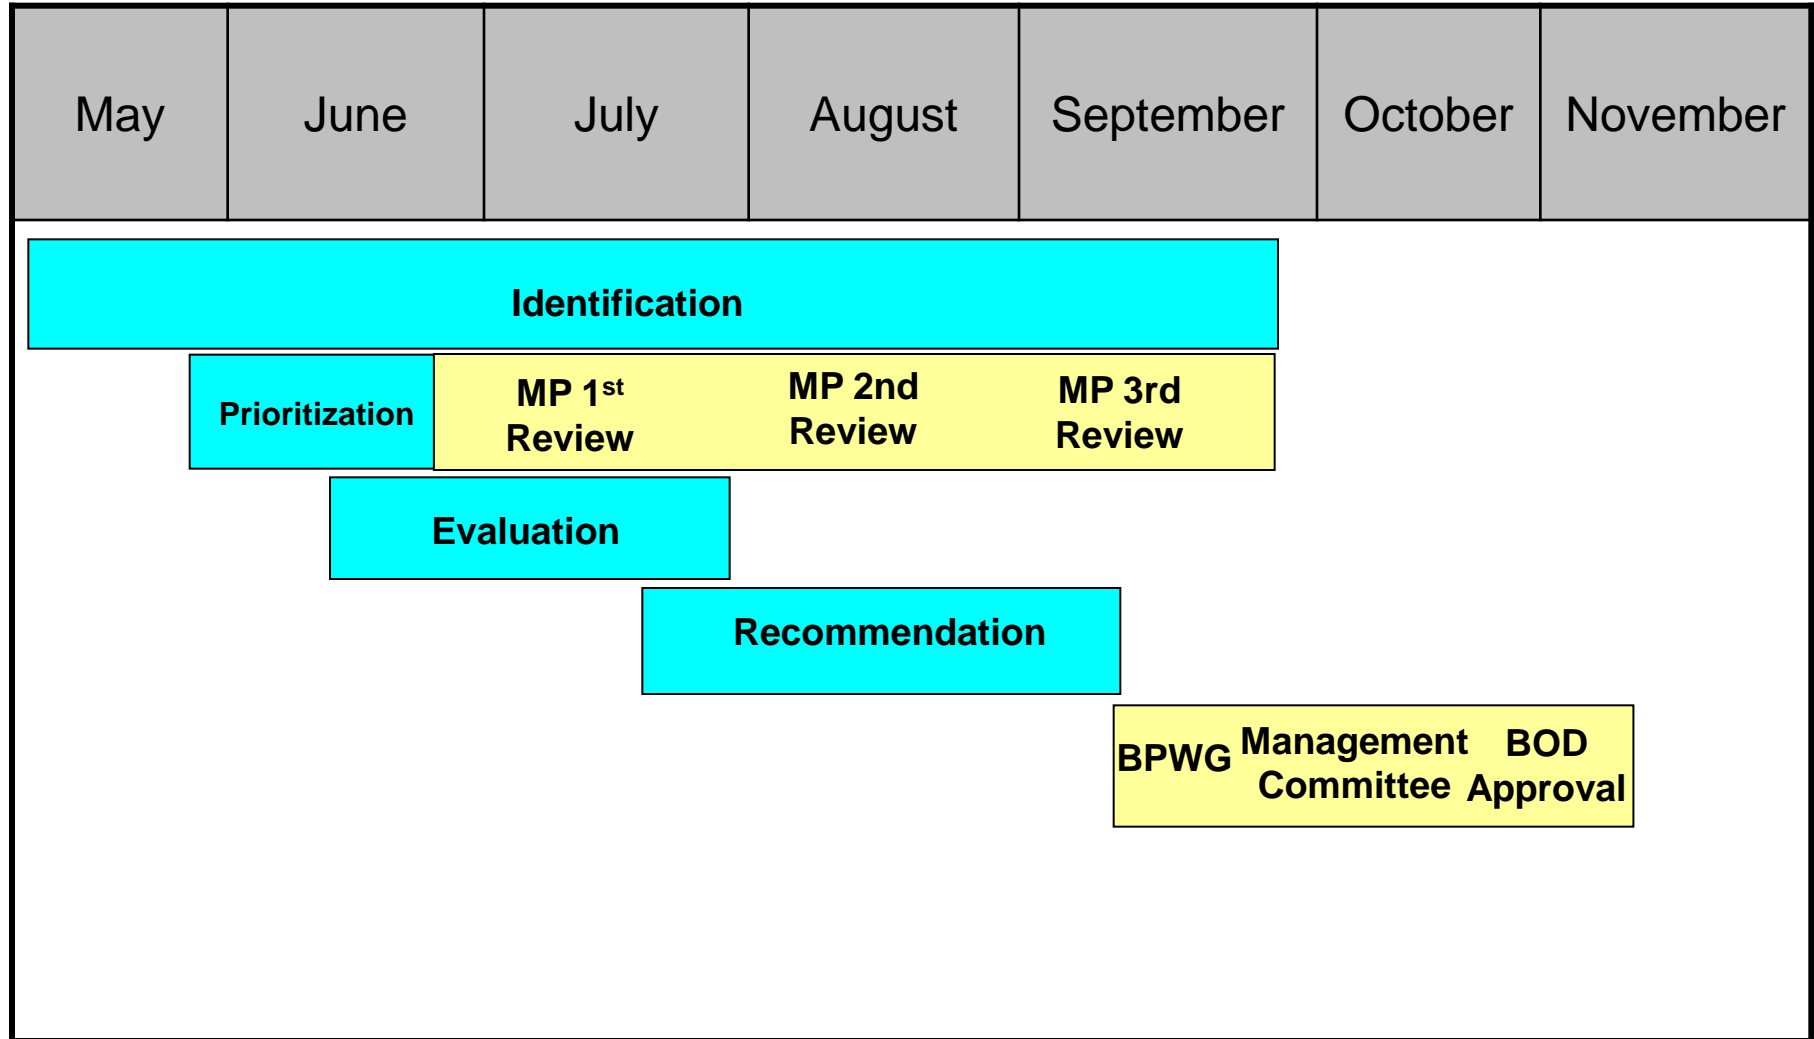 May June July August September October November
Identification
Prioritization
MP 1st
Review
MP 2nd
Review
MP 3rd
Review
Evaluation
Recommendation
BPWG
Management
Committee
BOD
Approval